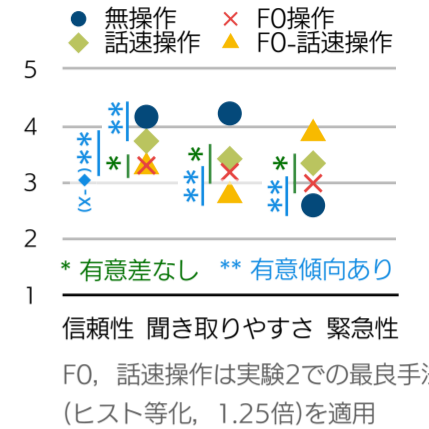 ● 無操作 × F0操作
◆ 話速操作 ▲ F0-話速操作
5
4
3
2
1
**
**(◆-X)
*
*
**
*
**
* 有意差なし ** 有意傾向あり
信頼性 聞き取りやすさ 緊急性
F0, 話速操作は実験2での最良手
(ヒスト等化, 1.25倍)を適用